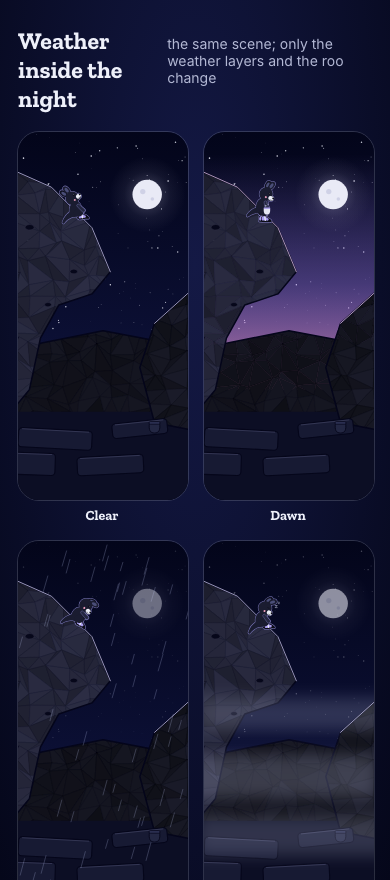 Weather
inside the
night
the same scene; only the
weather layers and the roo
change
Clear
Dawn